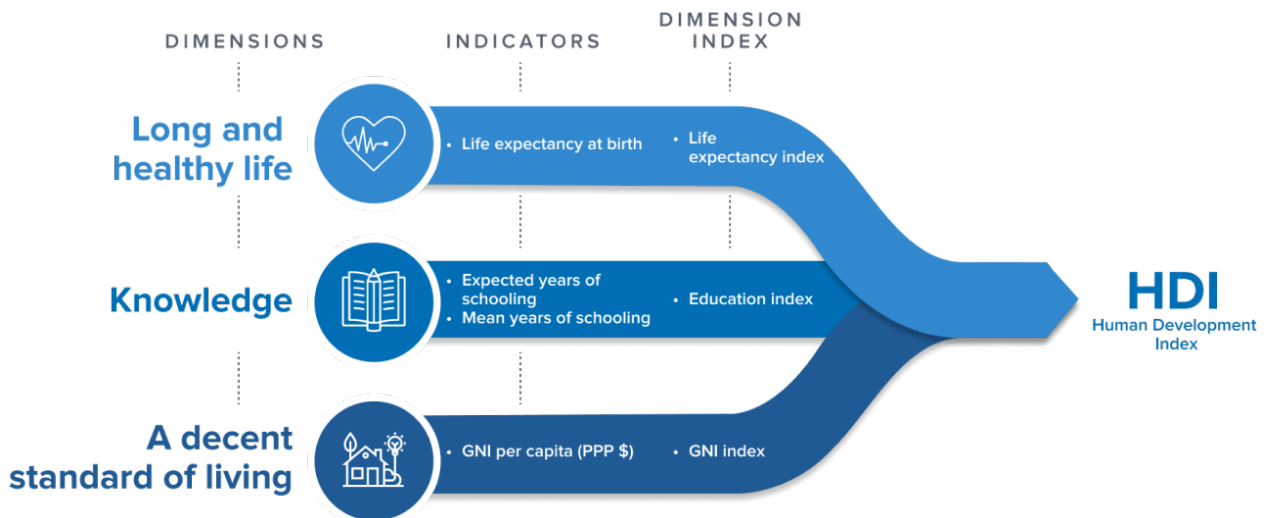 DIMENSIONS
INDICATORS
DIMENSION
INDEX
Long and
healthy life
• Life expectancy at birth
• Life
expectancy index
Knowledge
• Expected years of
schooling
• Mean years of schooling
• Education index
HDI
Human Development
Index
A decent
standard of living
• GNI per capita (PPP $)
• GNI index